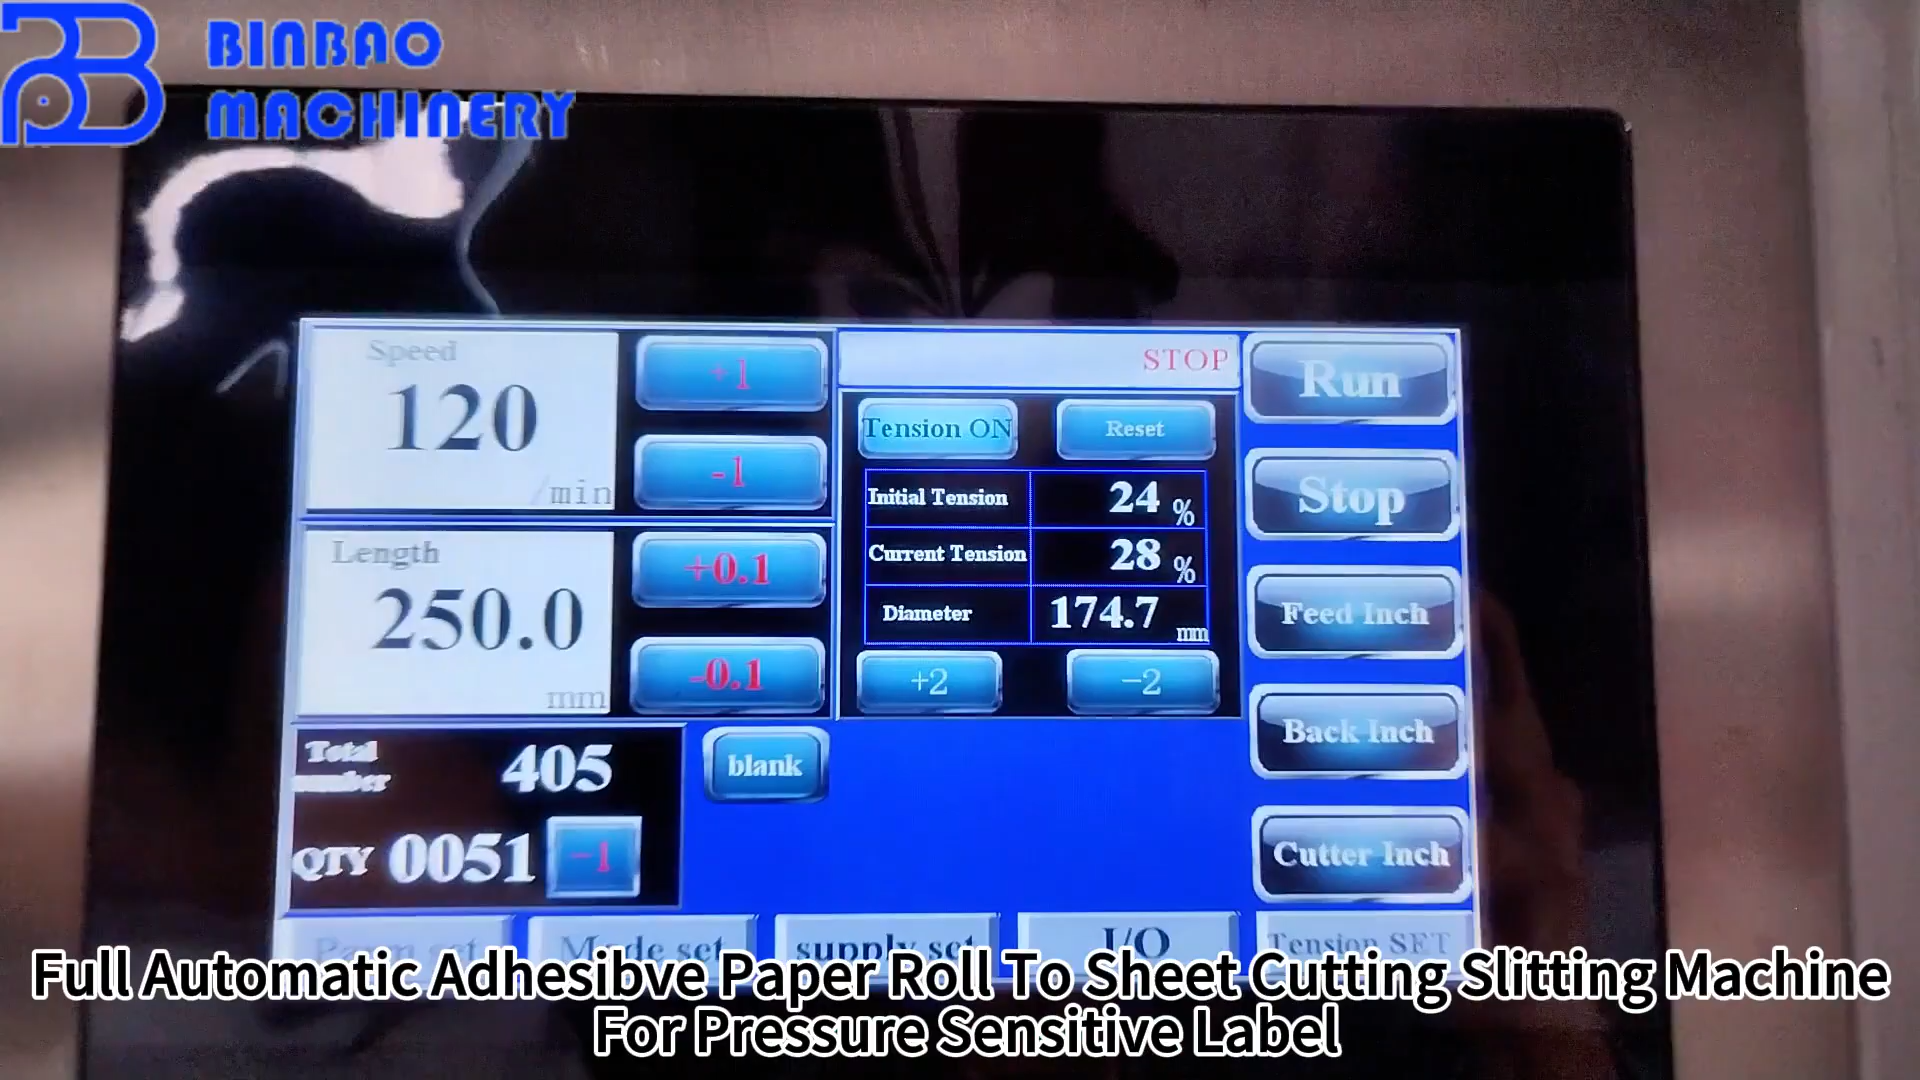 BINBAO
MACHINERY
Speed
120
/min
+1
-1
Length
250.0
mm
+0.1
-0.1
Total
number
405
QTY 0051
-1
blank
STOP
Tension ON
Reset
Initial Tension 24 %
Current Tension 28 %
Diameter 174.7 mm
+2
-2
Run
Stop
Feed Inch
Back Inch
Cutter Inch
Parm set
Mode set
supply set
I/O
Tension SET
Full Automatic Adhesibve Paper Roll To Sheet Cutting Slitting Machine
For Pressure Sensitive Label